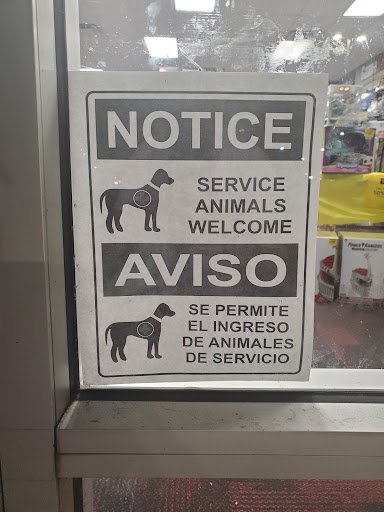 NOTICE
SERVICE
ANIMALS
WELCOME
AVISO
SE PERMITE
EL INGRESO
DE ANIMALES
DE SERVICIO